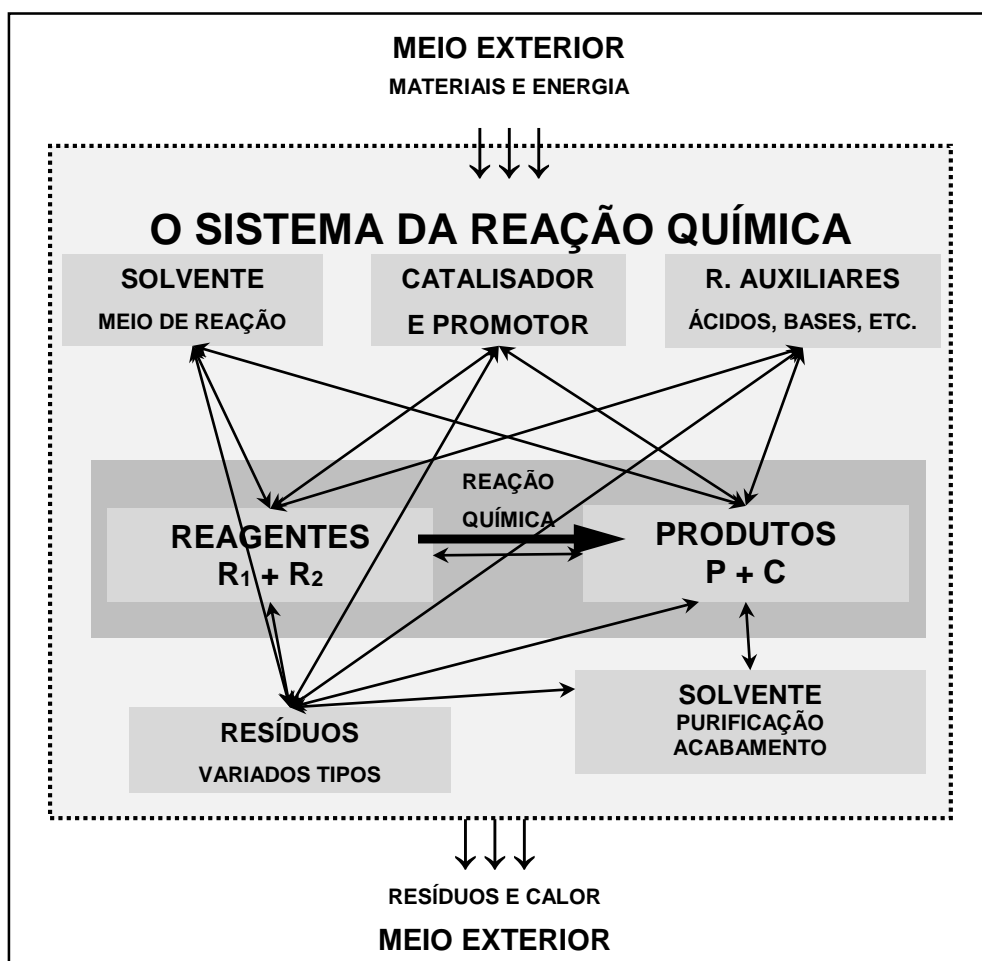 MEIO EXTERIOR
MATERIAIS E ENERGIA
O SISTEMA DA REAÇÃO QUÍMICA
SOLVENTE
MEIO DE REAÇÃO
CATALISADOR
E PROMOTOR
R. AUXILIARES
ÁCIDOS, BASES, ETC.
REAÇÃO
QUÍMICA
REAGENTES
R₁ + R₂
PRODUTOS
P + C
RESÍDUOS
VARIADOS TIPOS
SOLVENTE
PURIFICAÇÃO
ACABAMENTO
RESÍDUOS E CALOR
MEIO EXTERIOR